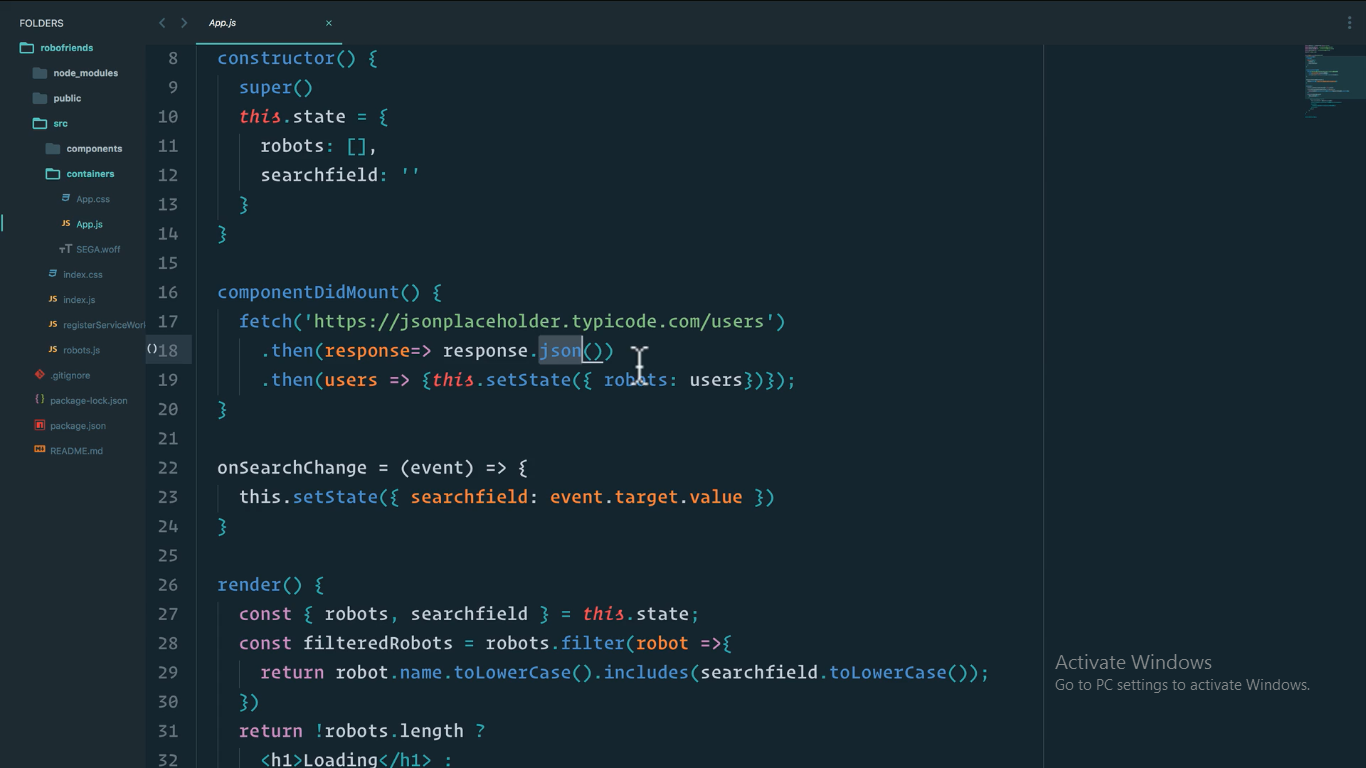 FOLDERS
robofriends
node_modules
public
src
components
containers
App.css
App.js
SEGA.woff
index.css
index.js
registerServiceWor
robots.js
.gitignore
package-lock.json
package.json
README.md
App.js ×
8 constructor() {
9 super()
10 this.state = {
11 robots: [],
12 searchfield: ''
13 }
14 }
15
16 componentDidMount() {
17 fetch('https://jsonplaceholder.typicode.com/users')
18 .then(response=> response.json())
19 .then(users => {this.setState({ robots: users})});
20 }
21
22 onSearchChange = (event) => {
23 this.setState({ searchfield: event.target.value })
24 }
25
26 render() {
27 const { robots, searchfield } = this.state;
28 const filteredRobots = robots.filter(robot =>{
29 return robot.name.toLowerCase().includes(searchfield.toLowerCase());
30 })
31 return !robots.length ?
32 <h1>Loading</h1> :
Activate Windows
Go to PC settings to activate Windows.